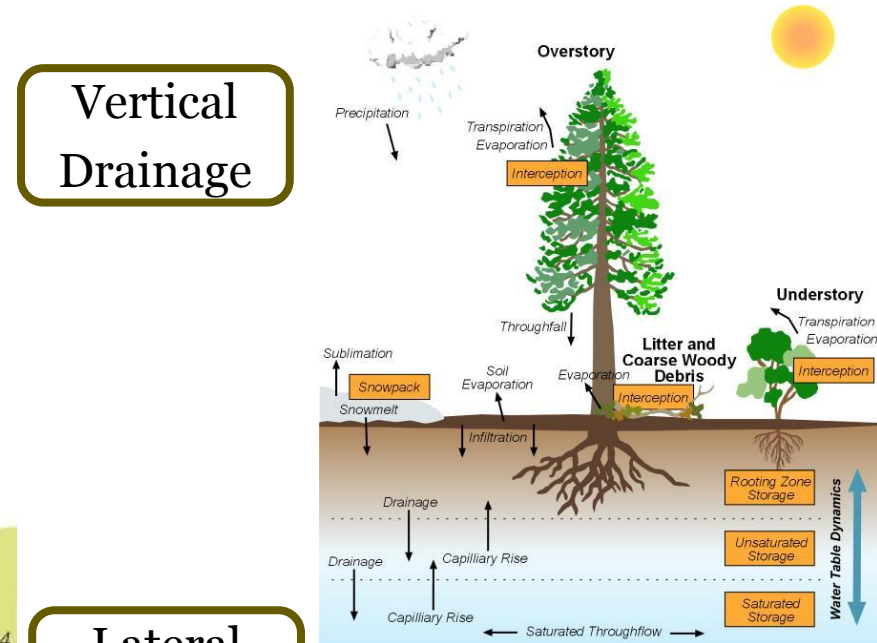 Vertical
Drainage
Overstory
Precipitation
Transpiration
Evaporation
Interception
Understory
Transpiration
Evaporation
Interception
Throughfall
Litter and
Coarse Woody
Debris
Sublimation
Snowpack
Snowmelt
Soil
Evaporation
Evaporation
Interception
Infiltration
Rooting Zone
Storage
Drainage
Water Table Dynamics
Unsaturated
Storage
Drainage
Capilliary Rise
Saturated
Storage
Capilliary Rise
Saturated Throughflow
Lateral
4